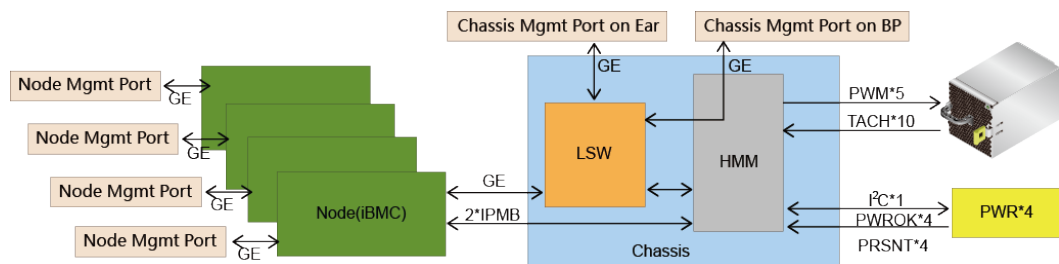 Chassis Mgmt Port on Ear
Chassis Mgmt Port on BP
GE
GE
Node Mgmt Port
GE
Node Mgmt Port
GE
Node Mgmt Port
GE
Node Mgmt Port
GE
Node(iBMC)
GE
2*IPMB
LSW
HMM
Chassis
PWM*5
TACH*10
I²C*1
PWROK*4
PRSNT*4
PWR*4